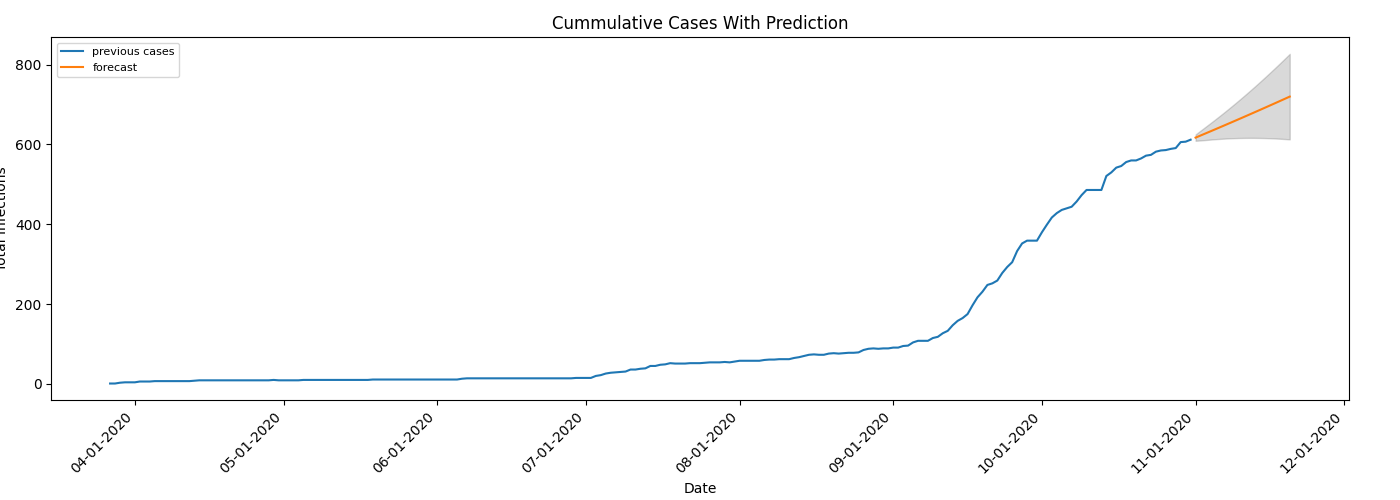 Cummulative Cases With Prediction
previous cases
forecast
800
600
400
200
0
Total Infections
04-01-2020
05-01-2020
06-01-2020
07-01-2020
08-01-2020
09-01-2020
10-01-2020
11-01-2020
12-01-2020
Date